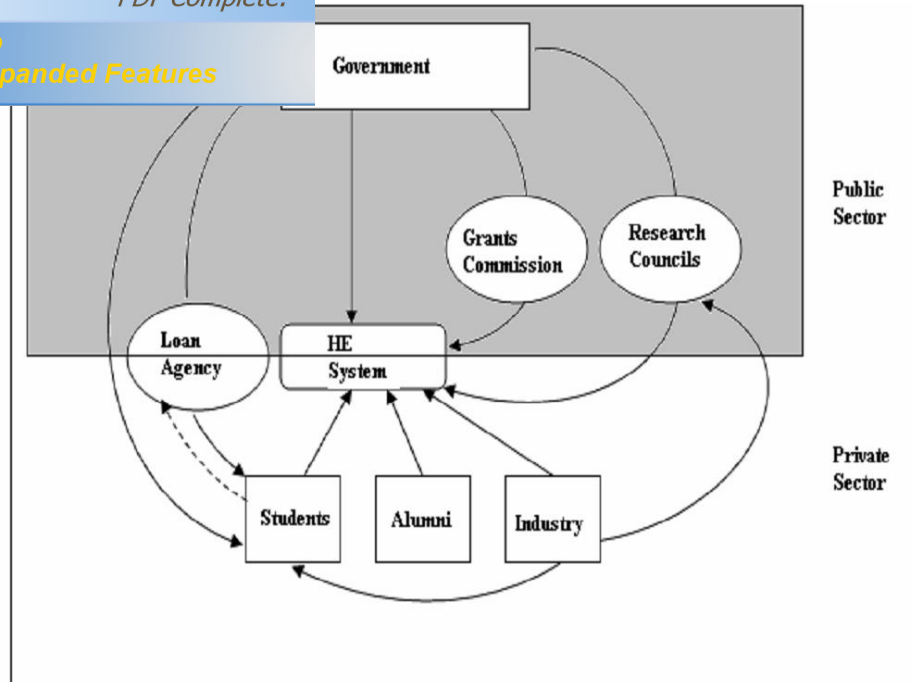 PDF Complete.
panded Features
Government
Public
Sector
Grants
Commission
Research
Councils
Loan
Agency
HE
System
Private
Sector
Students
Alumni
Industry